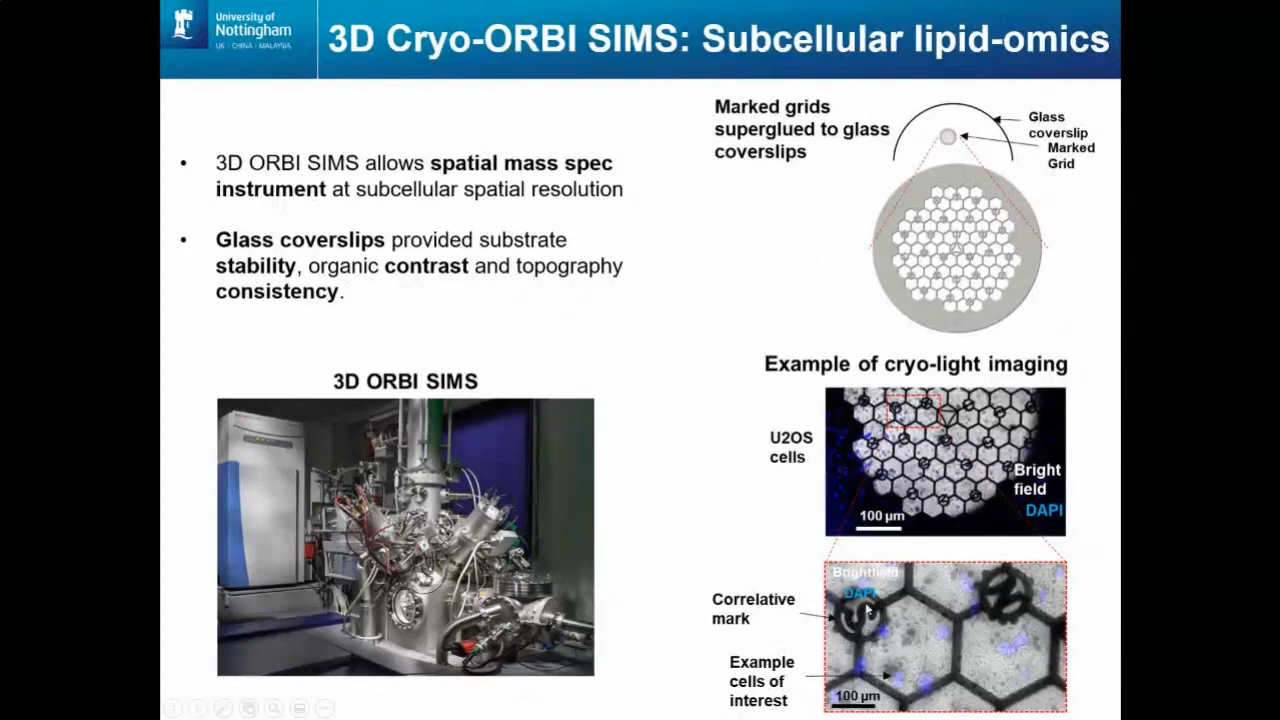 University of
Nottingham
UK | CHINA | MALAYSIA
3D Cryo-ORBI SIMS: Subcellular lipid-omics
• 3D ORBI SIMS allows spatial mass spec
instrument at subcellular spatial resolution
• Glass coverslips provided substrate
stability, organic contrast and topography
consistency.
3D ORBI SIMS
Marked grids
superglued to glass
coverslips
Glass
coverslip
Marked
Grid
Example of cryo-light imaging
U2OS
cells
Bright
field
DAPI
100 µm
Brightfield
DAPI
Correlative
mark
Example
cells of
interest
100 µm